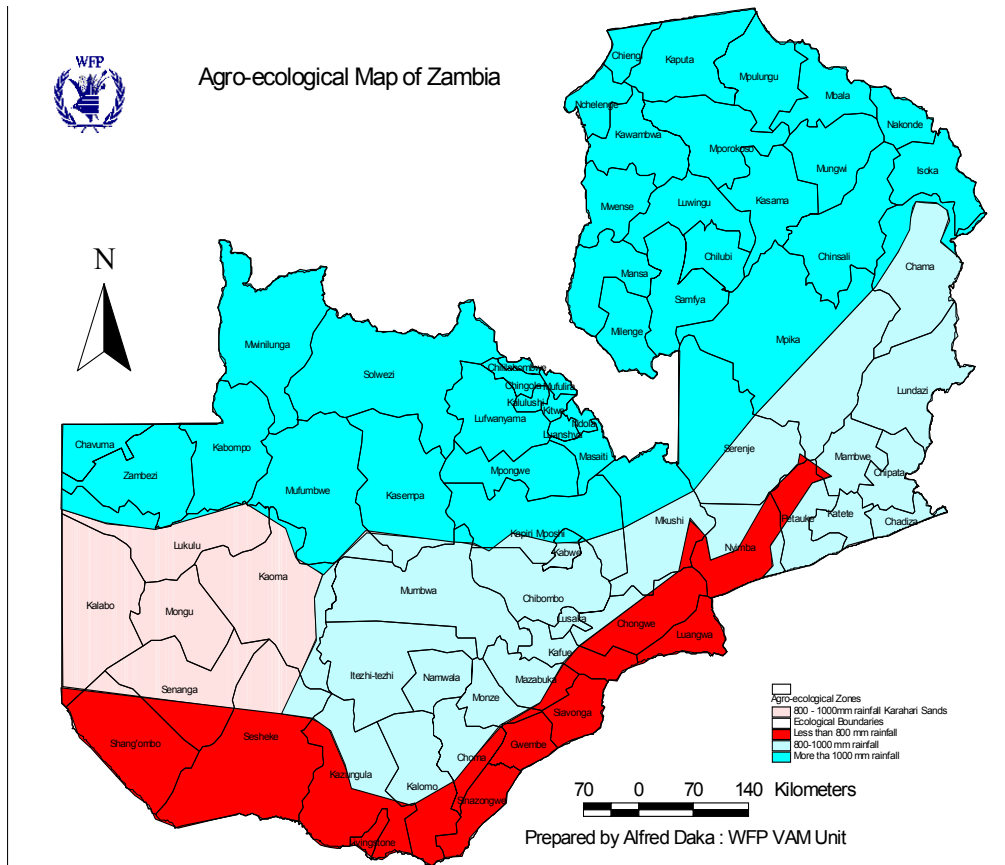 WFP
Agro-ecological Map of Zambia
N
Chieng
Kaputa
Mpulungu
Mbala
Nchelenge
Nakonde
Kawambwa
Mporokoso
Mungwi
Isoka
Mwense
Luwingu
Kasama
Chilubi
Chinsali
Chama
Mansa
Samfya
Milenge
Mpika
Mwinilunga
Solwezi
Chililabombwe
Chingola
Mufulira
Kalulushi
Kitwe
Lufwanyama
Ndola
Luanshya
Lundazi
Chavuma
Kabompo
Zambezi
Masaiti
Serenje
Mambwe
Mpongwe
Chipata
Mufumbwe
Kasempa
Petauke
Katete
Chadiza
Mkushi
Kapiri Mposhi
Lukulu
Kabwe
Nyimba
Kaoma
Mumbwa
Chibombo
Kalabo
Mongu
Lusaka
Chongwe
Luangwa
Kafue
Itezhi-tezhi
Namwala
Mazabuka
Senanga
Monze
Siavonga
Shang'ombo
Sesheke
Gwembe
Choma
Kazungula
Kalomo
Sinazongwe
Livingstone
Agro-ecological Zones
800 - 1000mm rainfall Karahari Sands
Ecological Boundaries
Less than 800 mm rainfall
800-1000 mm rainfall
More tha 1000 mm rainfall
70 0 70 140 Kilometers
Prepared by Alfred Daka : WFP VAM Unit